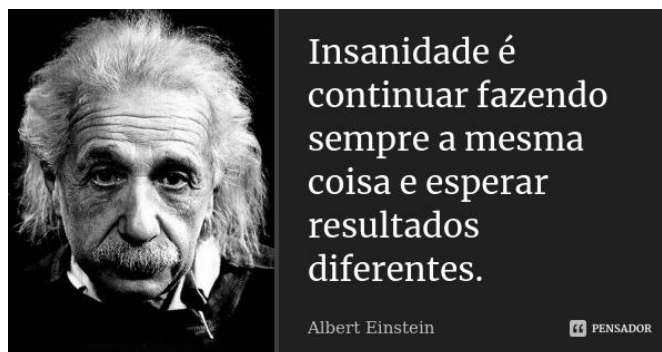 Insanidade é
continuar fazendo
sempre a mesma
coisa e esperar
resultados
diferentes.
Albert Einstein
PENSADOR